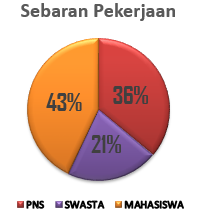 Sebaran Pekerjaan
43% 36%
21%
PNS SWASTA MAHASISWA